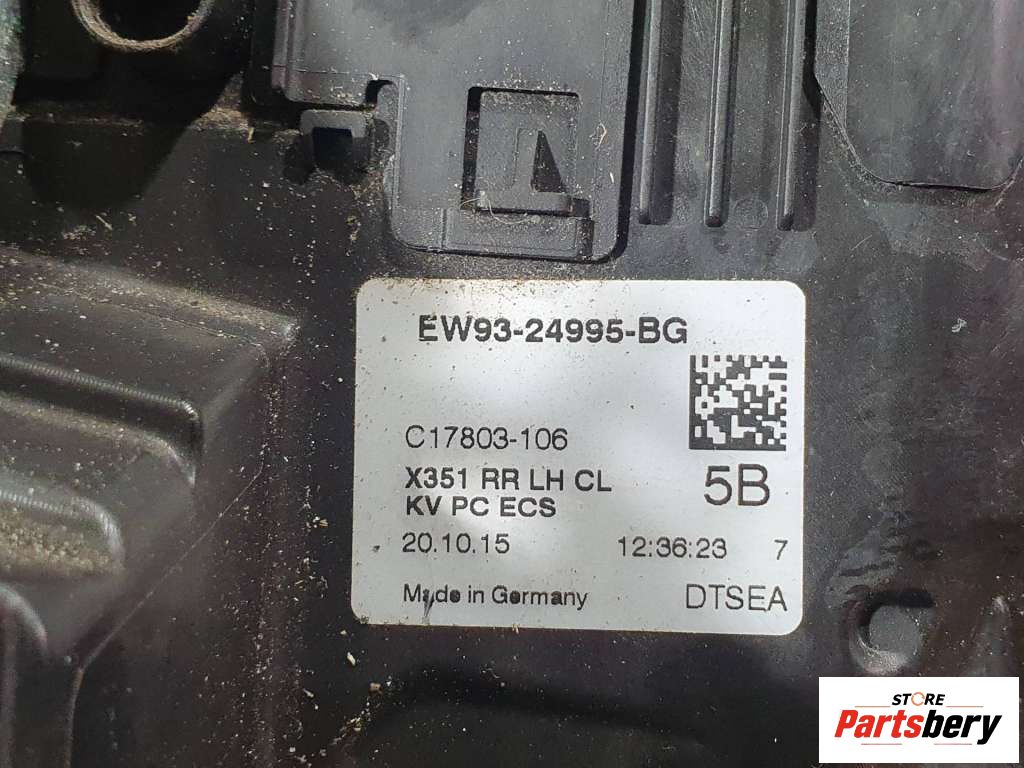 EW93-24995-BG
C17803-106
X351 RR LH CL
KV PC ECS
5B
20.10.15 12:36:23 7
Made in Germany DTSEA
STORE
Partsbery